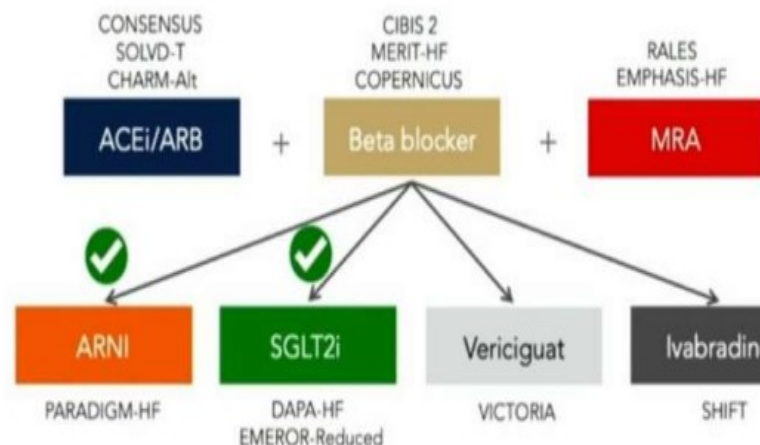 CONSENSUS
SOLVD-T
CHARM-Alt
CIBIS 2
MERIT-HF
COPERNICUS
RALES
EMPHASIS-HF
ACEi/ARB
+
Beta blocker
+
MRA
ARNI
SGLT2i
Vericiguat
Ivabradin
PARADIGM-HF
DAPA-HF
EMEROR-Reduced
VICTORIA
SHIFT